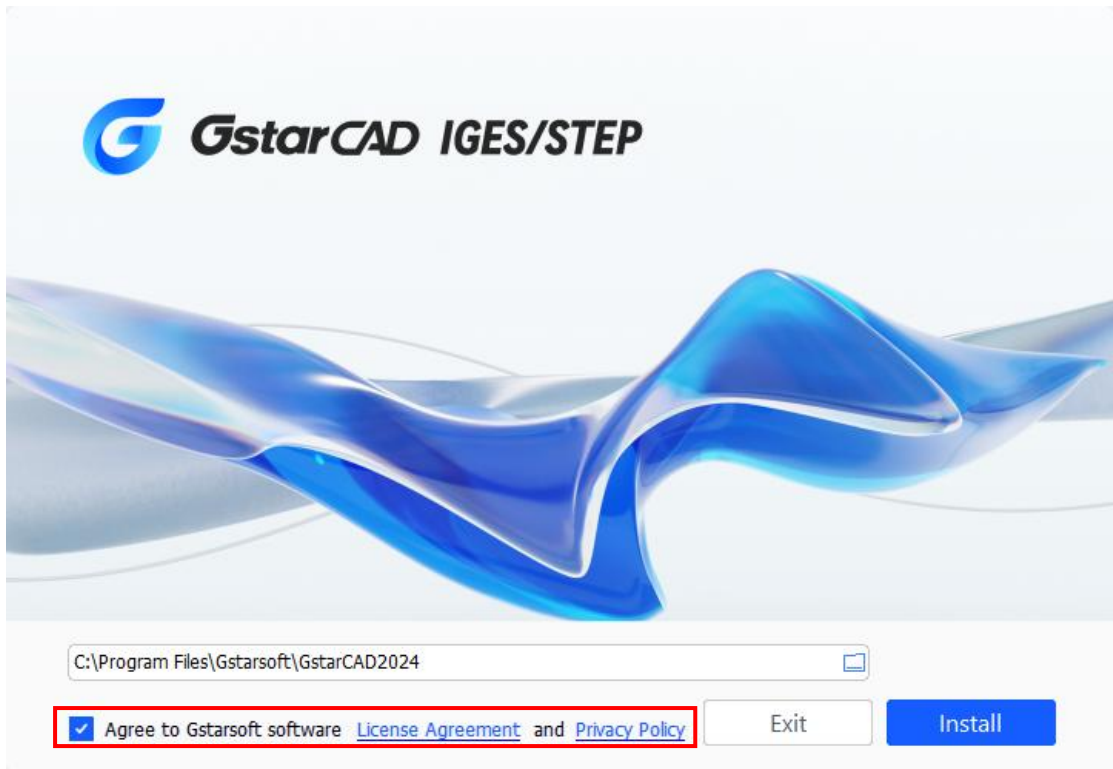 GstarCAD IGES/STEP
C:\Program Files\Gstarsoft\GstarCAD2024
Agree to Gstarsoft software License Agreement and Privacy Policy
Exit
Install